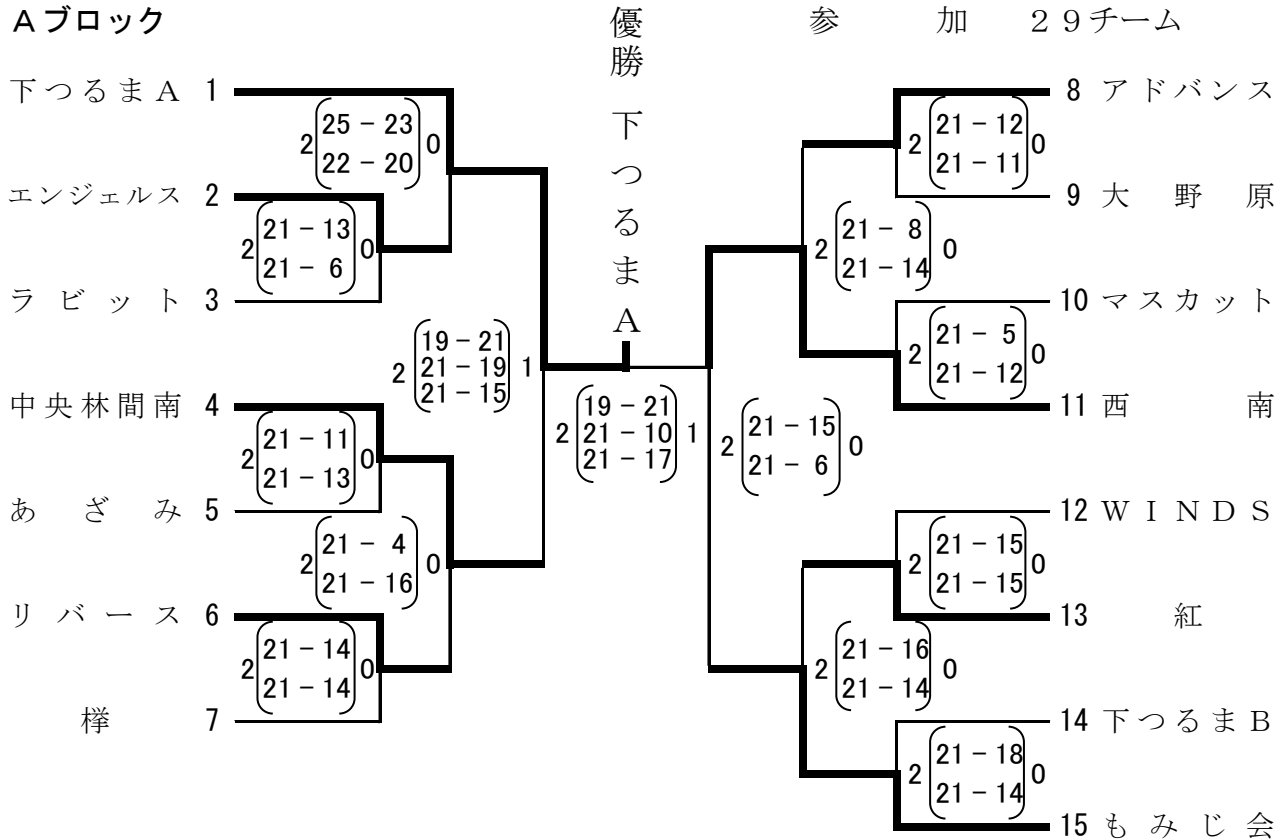 Aブロック
優勝 下つるまA
参加 29チーム
下つるまA 1
2 25 - 23 0
22 - 20
エンジェルス 2
2 21 - 13 0
21 - 6
ラビット 3
2 19 - 21 1
21 - 19
21 - 15
中央林間南 4
2 21 - 11 0
21 - 13
あざみ 5
2 21 - 4 0
21 - 16
リバース 6
2 21 - 14 0
21 - 14
欅 7
2 19 - 21 1
21 - 10
21 - 17
8 アドバンス
2 21 - 12 0
21 - 11
9 大野原
2 21 - 8 0
21 - 14
10 マスカット
2 21 - 5 0
21 - 12
11 西南
2 21 - 15 0
21 - 6
12 WINDS
2 21 - 15 0
21 - 15
13 紅
2 21 - 16 0
21 - 14
14 下つるまB
2 21 - 18 0
21 - 14
15 もみじ会